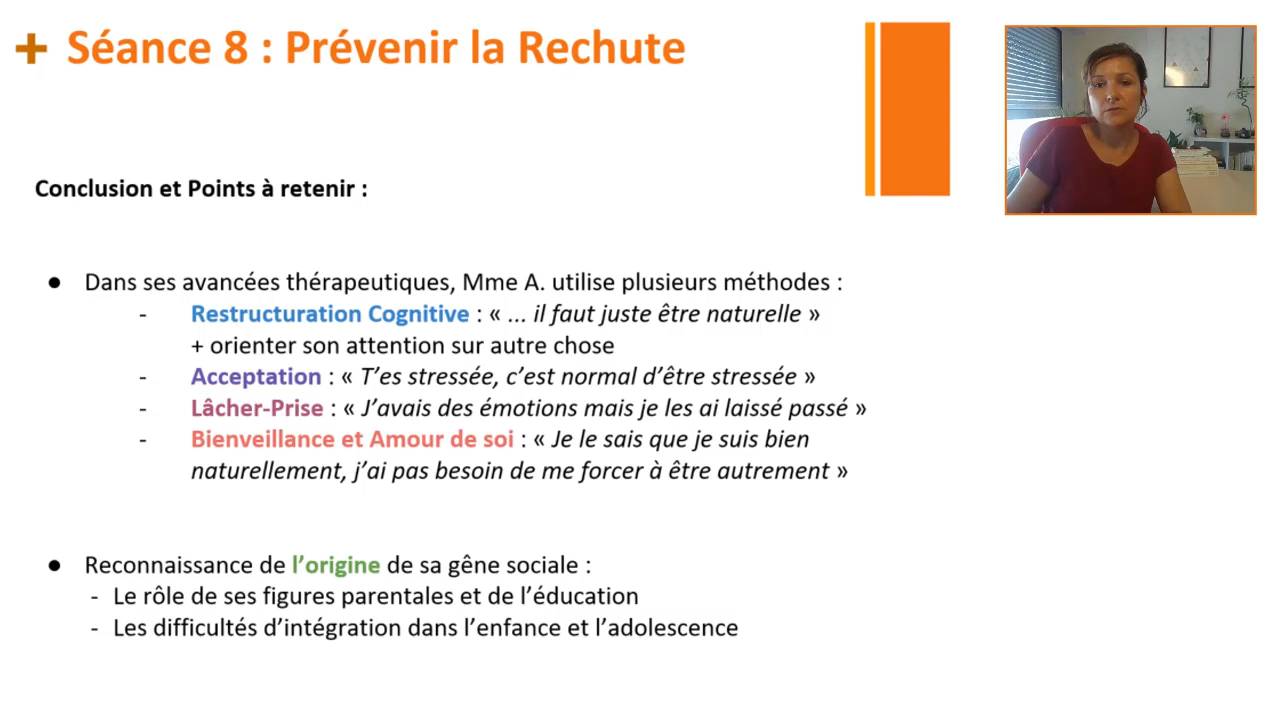 + Séance 8 : Prévenir la Rechute
Conclusion et Points à retenir :
● Dans ses avancées thérapeutiques, Mme A. utilise plusieurs méthodes :
- Restructuration Cognitive : « ... il faut juste être naturelle »
+ orienter son attention sur autre chose
- Acceptation : « T’es stressée, c’est normal d’être stressée »
- Lâcher-Prise : « J’avais des émotions mais je les ai laissé passé »
- Bienveillance et Amour de soi : « Je le sais que je suis bien
naturellement, j’ai pas besoin de me forcer à être autrement »
● Reconnaissance de l’origine de sa gêne sociale :
- Le rôle de ses figures parentales et de l’éducation
- Les difficultés d’intégration dans l’enfance et l’adolescence